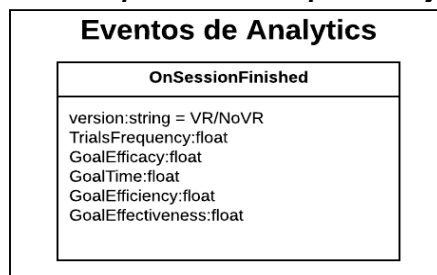 Eventos de Analytics
OnSessionFinished
version:string = VR/NoVR
TrialsFrequency:float
GoalEfficacy:float
GoalTime:float
GoalEfficiency:float
GoalEffectiveness:float